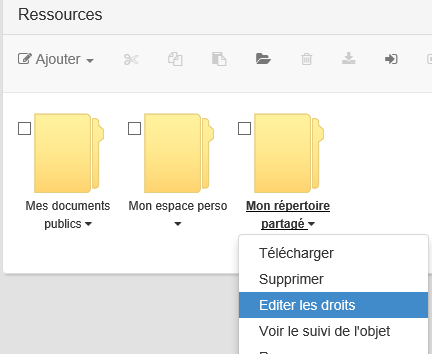 Ressources
Ajouter
Mes documents
publics
Mon espace perso
Mon répertoire
partagé
Télécharger
Supprimer
Editer les droits
Voir le suivi de l'objet